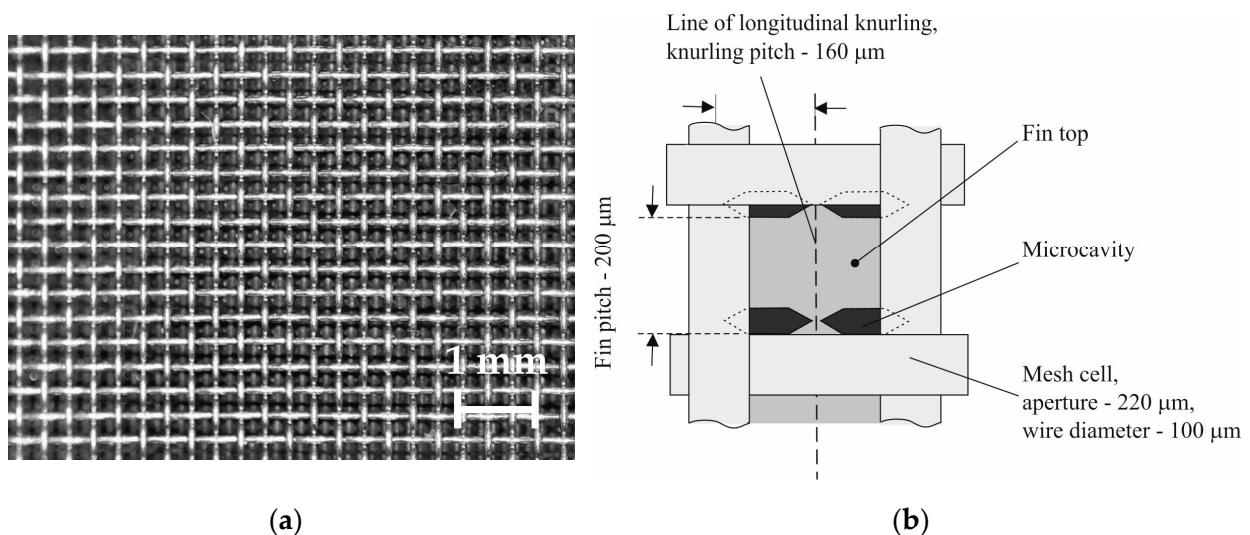 Line of longitudinal knurling,
knurling pitch - 160 μm
Fin top
Fin pitch - 200 μm
Microcavity
1 mm
Mesh cell,
aperture - 220 μm,
wire diameter - 100 μm
(a)
(b)